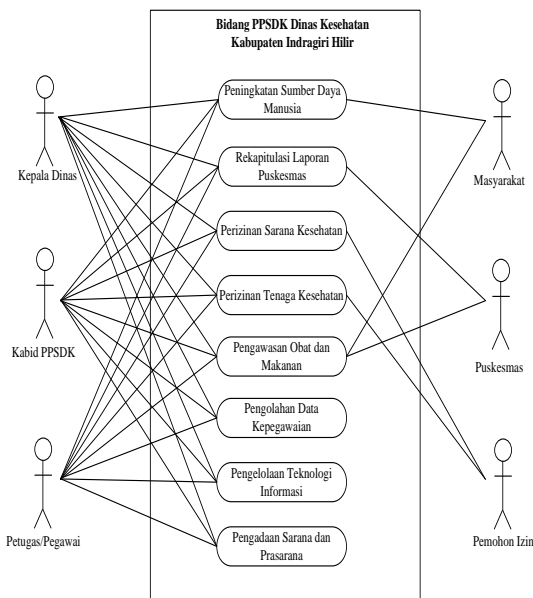 Bidang PPSDK Dinas Kesehatan
Kabupaten Indragiri Hilir
Peningkatan Sumber Daya
Manusia
Kepala Dinas
Rekapitulasi Laporan
Puskesmas
Masyarakat
Perizinan Sarana Kesehatan
Perizinan Tenaga Kesehatan
Kabid PPSDK
Pengawasan Obat dan
Makanan
Puskesmas
Pengolahan Data
Kepegawaian
Pengelolaan Teknologi
Informasi
Petugas/Pegawai
Pengadaan Sarana dan
Prasarana
Pemohon Izin